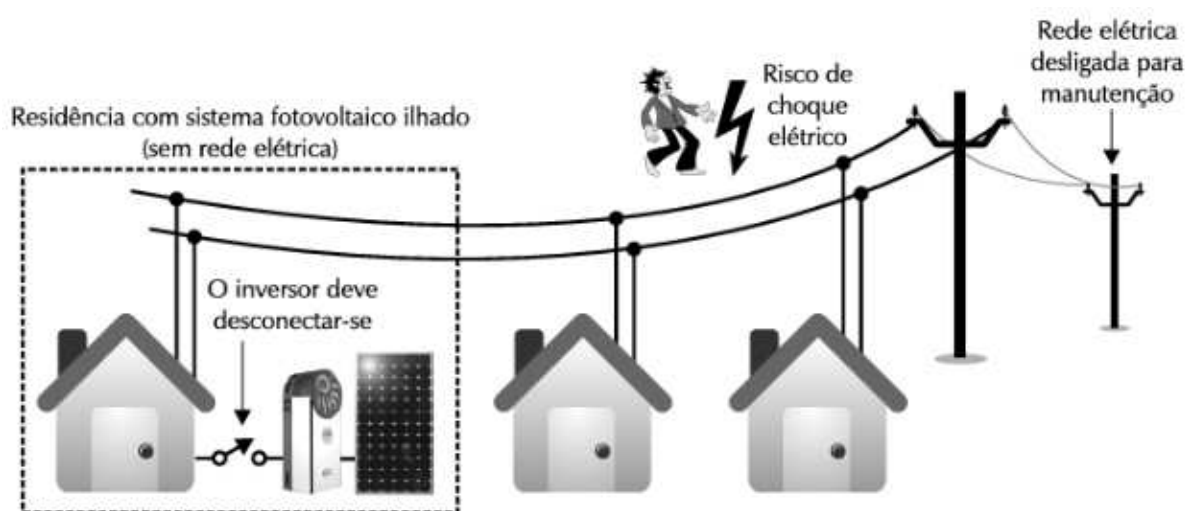 Residência com sistema fotovoltaico ilhado
(sem rede elétrica)
O inversor deve
desconectar-se
Risco de
choque
elétrico
Rede elétrica
desligada para
manutenção